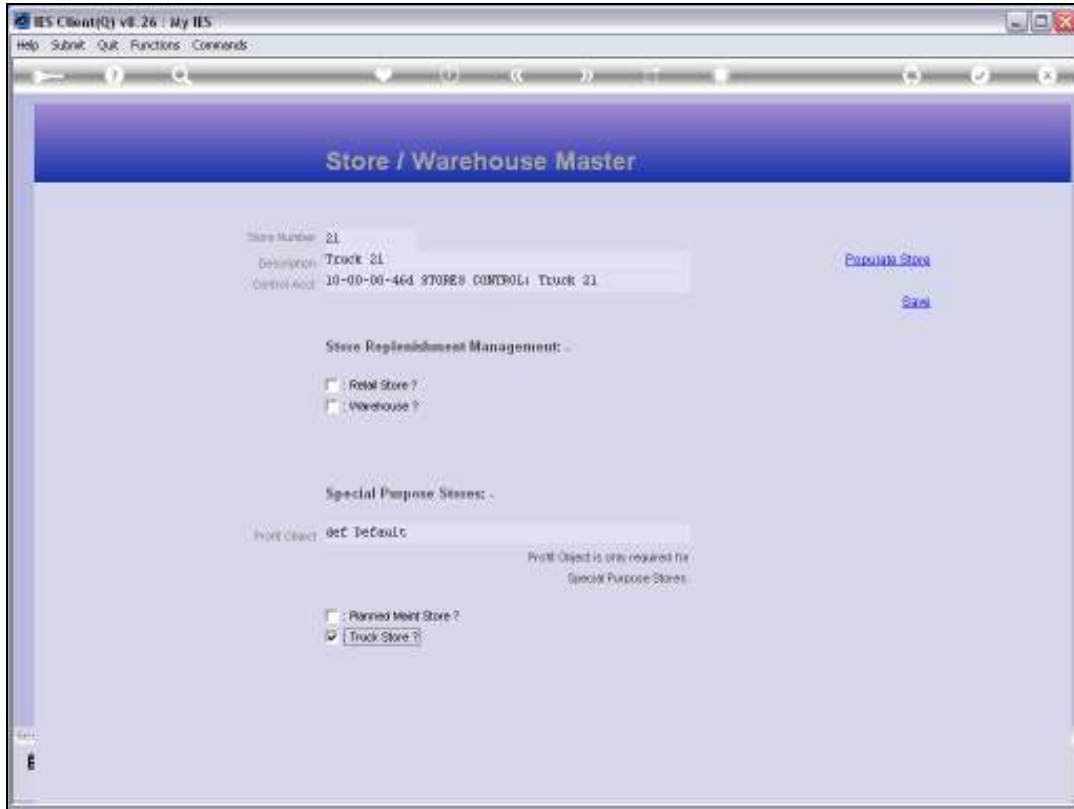 IES Client(Q) v8.26 : My IES
Help Submit Quit Functions Commands
Store / Warehouse Master
Store Number 21
Description Truck 21
Control Acct 10-00-00-46d STORES CONTROL: Truck 21
Populate Store
Save
Store Replenishment Management: -
: Retail Store ?
: Warehouse ?
Special Purpose Stores: -
Profit Object def Default
Profit Object is only required for
Special Purpose Stores.
: Planned Maint Store ?
: Truck Store ?